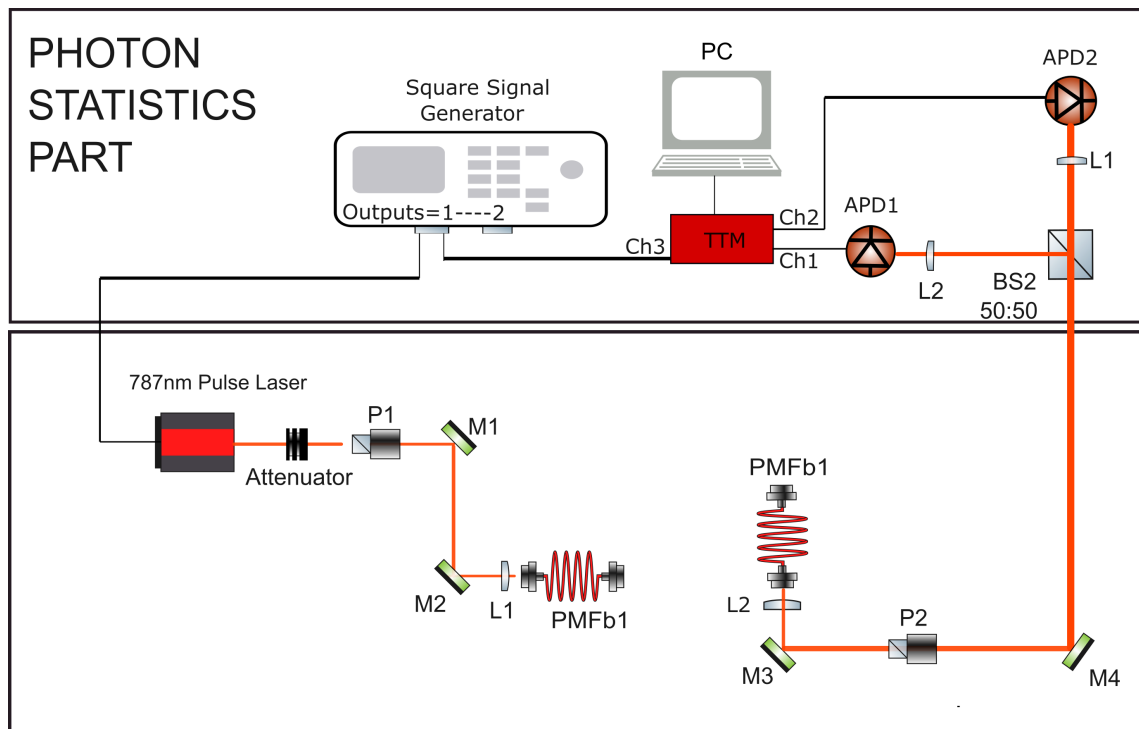 PHOTON
STATISTICS
PART
Square Signal
Generator
Outputs=1----2
PC
APD2
L1
Ch2
APD1
TTM
Ch3
Ch1
L2
BS2
50:50
787nm Pulse Laser
P1
M1
Attenuator
M2
L1
PMFb1
PMFb1
L2
P2
M3
M4